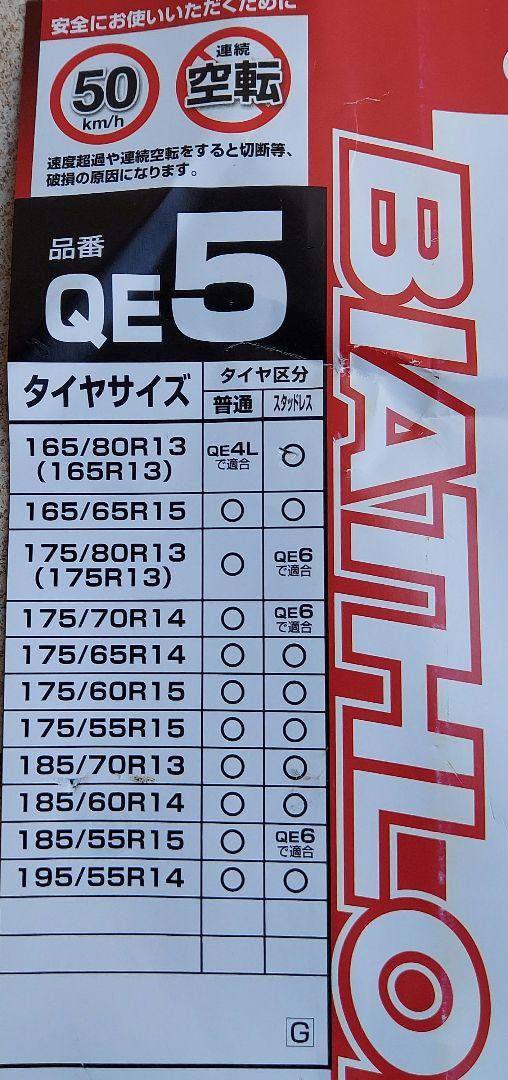 安全にお使いいただくために
50
km/h
連続
空転
速度超過や連続空転をすると切断等、
破損の原因になります。
品番
QE5
タイヤサイズ タイヤ区分
普通 スタッドレス
165/80R13 QE4L ○
(165R13) で適合
165/65R15 ○ ○
175/80R13 ○ QE6
(175R13) で適合
175/70R14 ○ QE6
で適合
175/65R14 ○ ○
175/60R15 ○ ○
175/55R15 ○ ○
185/70R13 ○ ○
185/60R14 ○ ○
185/55R15 ○ QE6
で適合
195/55R14 ○ ○
G
BIATHLO